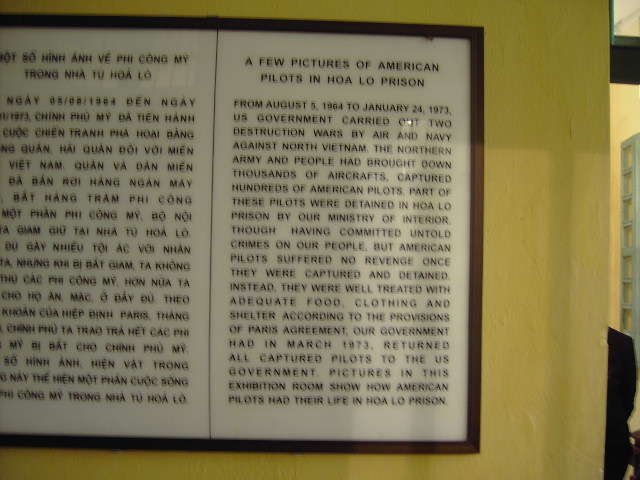 MỘT SỐ HÌNH ẢNH VỀ PHI CÔNG MỸ
TRONG NHÀ TÙ HOẢ LÒ
NGÀY 05/08/1964 ĐẾN NGÀY
CHÍNH PHỦ MỸ ĐÃ TIẾN HÀNH
CUỘC CHIẾN TRANH PHÁ HOẠI BẰNG
QUÂN, HẢI QUÂN ĐỐI VỚI MIỀN
VIỆT NAM. QUÂN VÀ DÂN MIỀN
ĐÃ BẮN RƠI HÀNG NGÀN MÁY
BẮT HÀNG TRĂM PHI CÔNG
MỘT PHẦN PHI CÔNG MỸ, BỘ NỘI
TA GIAM GIỮ TẠI NHÀ TÙ HOẢ LÒ.
DÙ GÂY NHIỀU TỘI ÁC VỚI NHÂN
TA, NHƯNG KHI BỊ BẮT GIAM, TA KHÔNG
THÙ CÁC PHI CÔNG MỸ, HƠN NỮA TA
CHO HỌ ĂN, MẶC, Ở ĐẦY ĐỦ. THEO
KHOẢN CỦA HIỆP ĐỊNH PARIS, THÁNG
CHÍNH PHỦ TA TRAO TRẢ HẾT CÁC PHI
MỸ BỊ BẮT CHO CHÍNH PHỦ MỸ.
SỐ HÌNH ẢNH, HIỆN VẬT TRONG
NÀY THỂ HIỆN MỘT PHẦN CUỘC SỐNG
PHI CÔNG MỸ TRONG NHÀ TÙ HOẢ LÒ.
A FEW PICTURES OF AMERICAN
PILOTS IN HOA LO PRISON
FROM AUGUST 5, 1964 TO JANUARY 24, 1973,
US GOVERNMENT CARRIED OUT TWO
DESTRUCTION WARS BY AIR AND NAVY
AGAINST NORTH VIETNAM. THE NORTHERN
ARMY AND PEOPLE HAD BROUGHT DOWN
THOUSANDS OF AIRCRAFTS, CAPTURED
HUNDREDS OF AMERICAN PILOTS. PART OF
THESE PILOTS WERE DETAINED IN HOA LO
PRISON BY OUR MINISTRY OF INTERIOR.
THOUGH HAVING COMMITTED UNTOLD
CRIMES ON OUR PEOPLE, BUT AMERICAN
PILOTS SUFFERED NO REVENGE ONCE
THEY WERE CAPTURED AND DETAINED.
INSTEAD, THEY WERE WELL TREATED WITH
ADEQUATE FOOD, CLOTHING AND
SHELTER ACCORDING TO THE PROVISIONS
OF PARIS AGREEMENT, OUR GOVERNMENT
HAD IN MARCH 1973, RETURNED
ALL CAPTURED PILOTS TO THE US
GOVERNMENT. PICTURES IN THIS
EXHIBITION ROOM SHOW HOW AMERICAN
PILOTS HAD THEIR LIFE IN HOA LO PRISON.